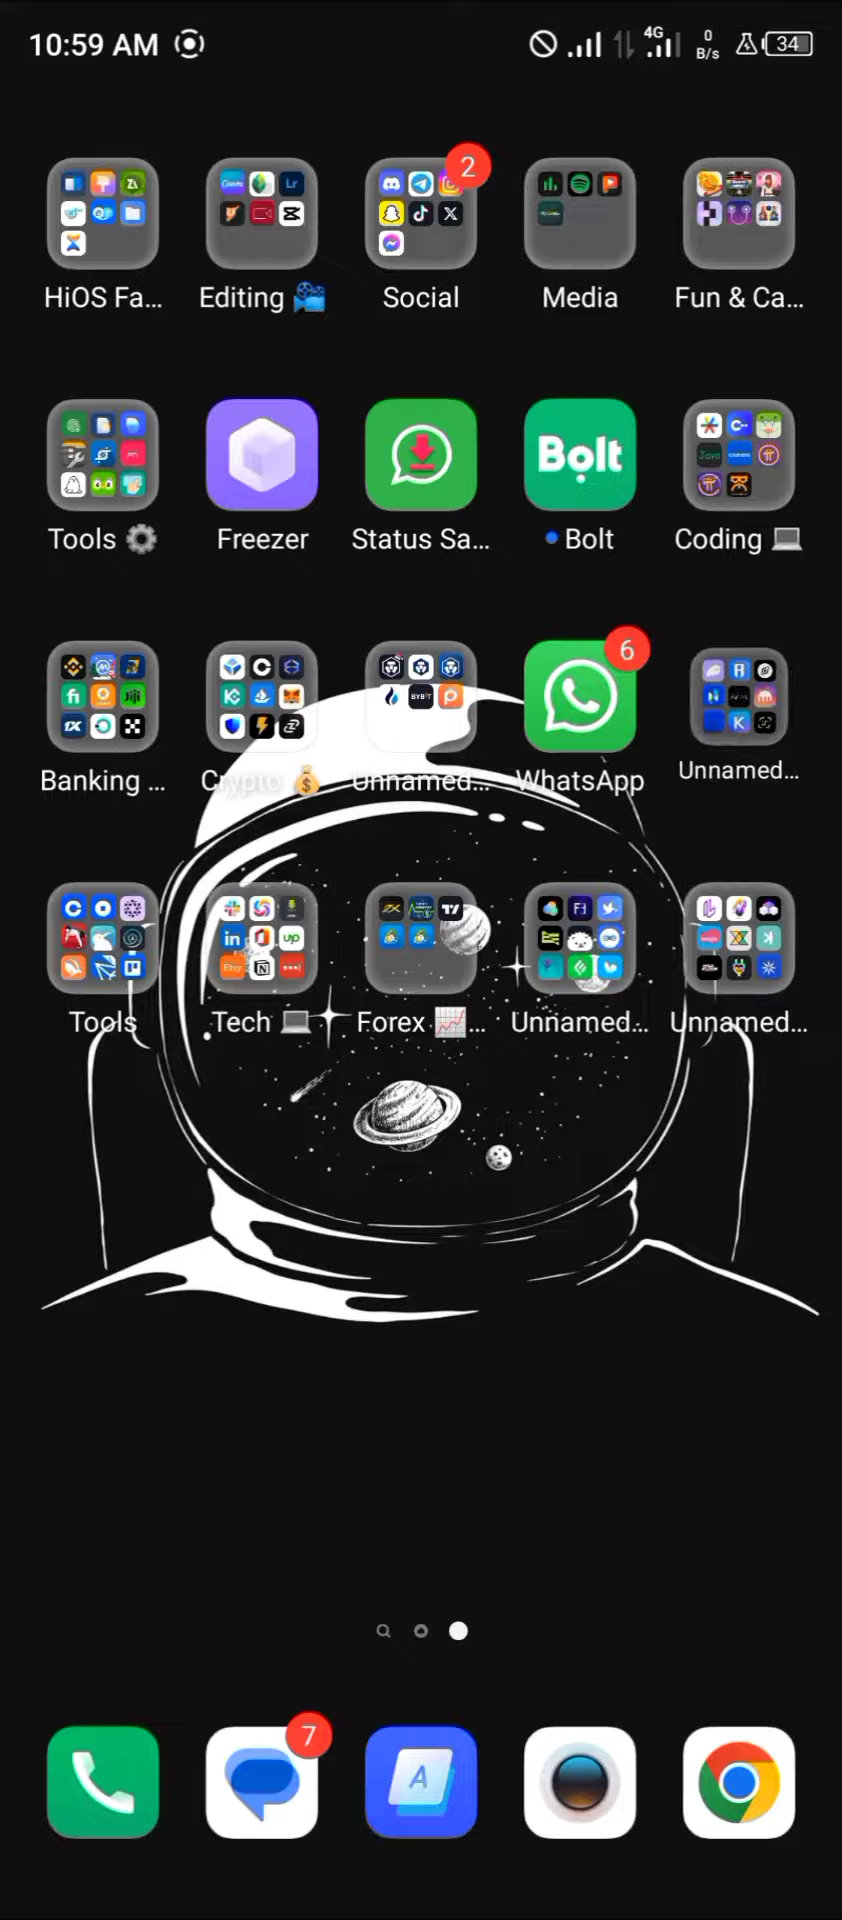 10:59 AM 4G 0 B/s 34
2
HiOS Fa... Editing 🎥 Social Media Fun & Ca...
Bolt
Tools ⚙️ Freezer Status Sa... Bolt Coding 💻
6
Banking ... Crypto 💰 Unnamed... WhatsApp Unnamed...
Tools Tech 💻 Forex 📈... Unnamed... Unnamed...
7
A